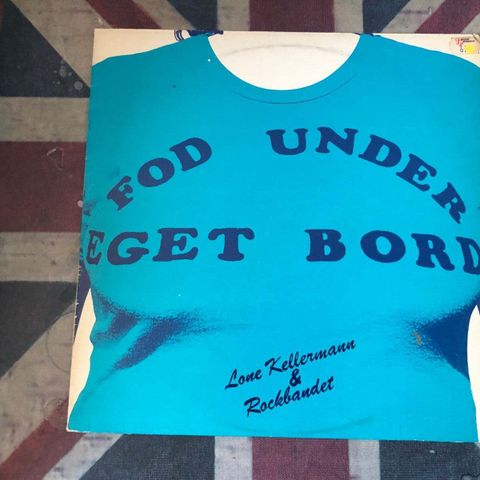 FOD UNDER
EGET BORD
Lone Kellermann
&
Rockbandet